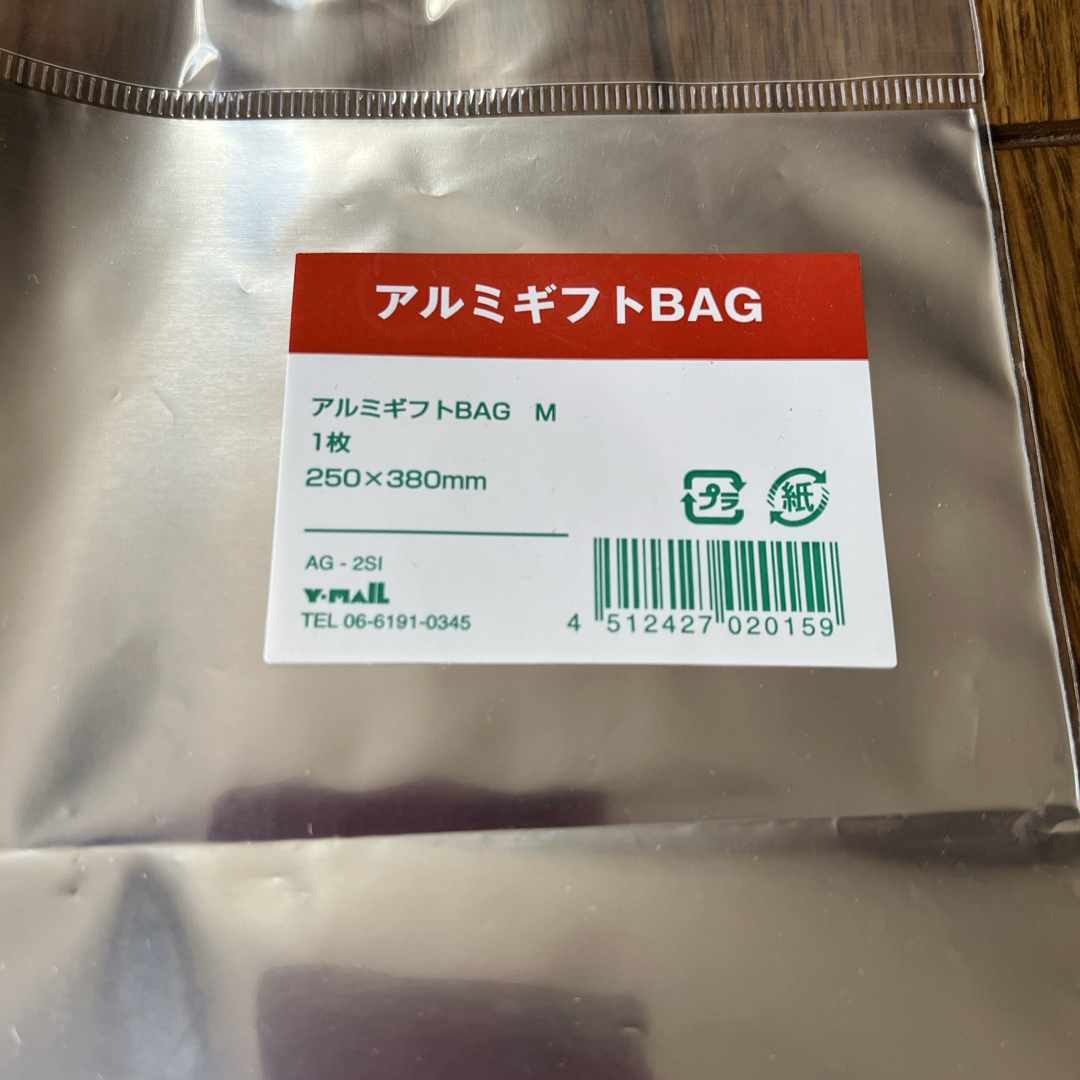 アルミギフトBAG
アルミギフトBAG M
1枚
250×380mm
プラ
紙
AG - 2SI
Y·MAIL
TEL 06-6191-0345
4 512427 020159